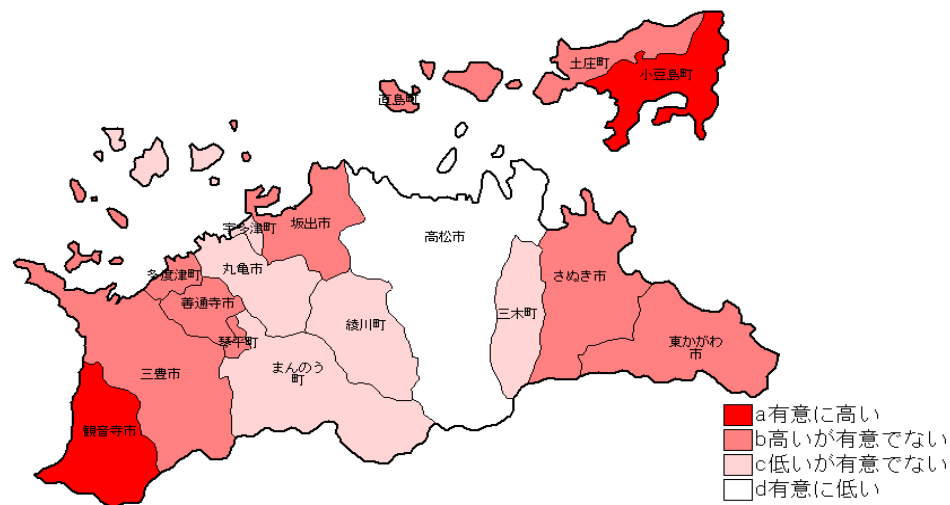 土庄町
小豆島町
直島町
宇多津町
坂出市
高松市
丸亀市
多度津町
善通寺市
さぬき市
三木町
綾川町
琴平町
東かがわ
市
まんのう
町
三豊市
観音寺市
a有意に高い
b高いが有意でない
c低いが有意でない
d有意に低い